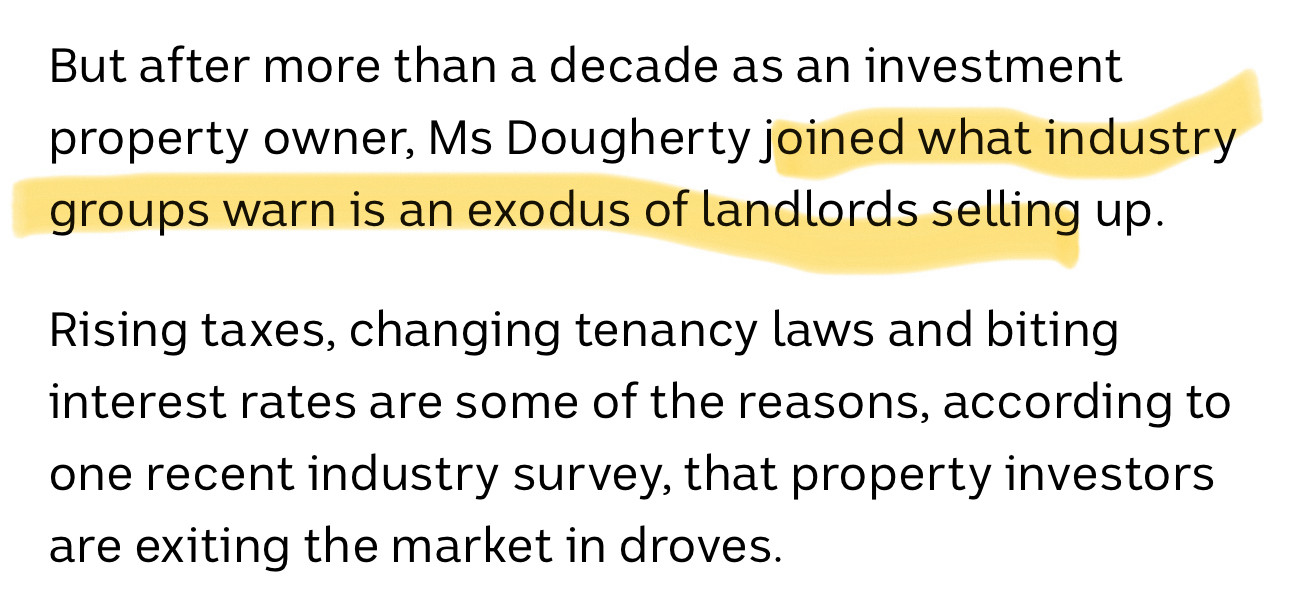 But after more than a decade as an investment
property owner, Ms Dougherty joined what industry
groups warn is an exodus of landlords selling up.
Rising taxes, changing tenancy laws and biting
interest rates are some of the reasons, according to
one recent industry survey, that property investors
are exiting the market in droves.